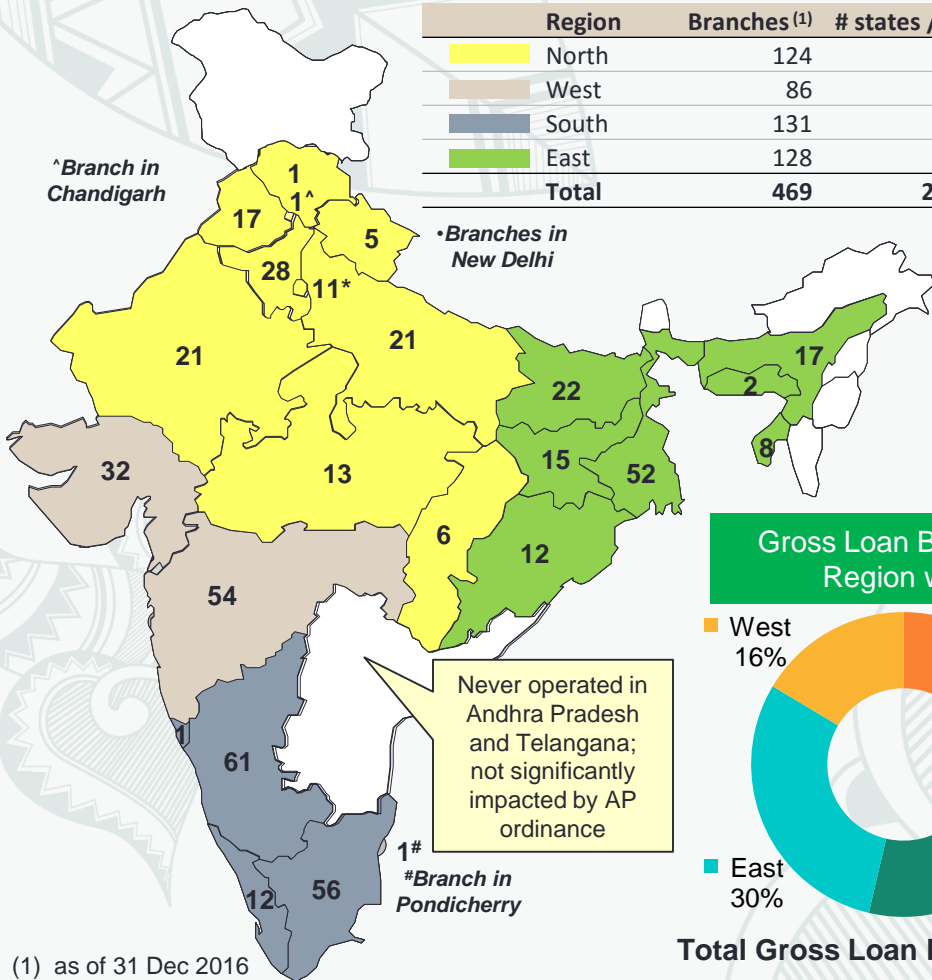 Region Branches (1) # states /
North 124
West 86
South 131
East 128
Total 469 2
^Branch in
Chandigarh
•Branches in
New Delhi
1
1^
17
5
28
11*
21
21
17
2
22
8
32
13
15
52
6
12
54
1
61
Never operated in
Andhra Pradesh
and Telangana;
not significantly
impacted by AP
ordinance
1#
#Branch in
Pondicherry
12
56
(1) as of 31 Dec 2016
Gross Loan B
Region w
West
16%
East
30%
Total Gross Loan